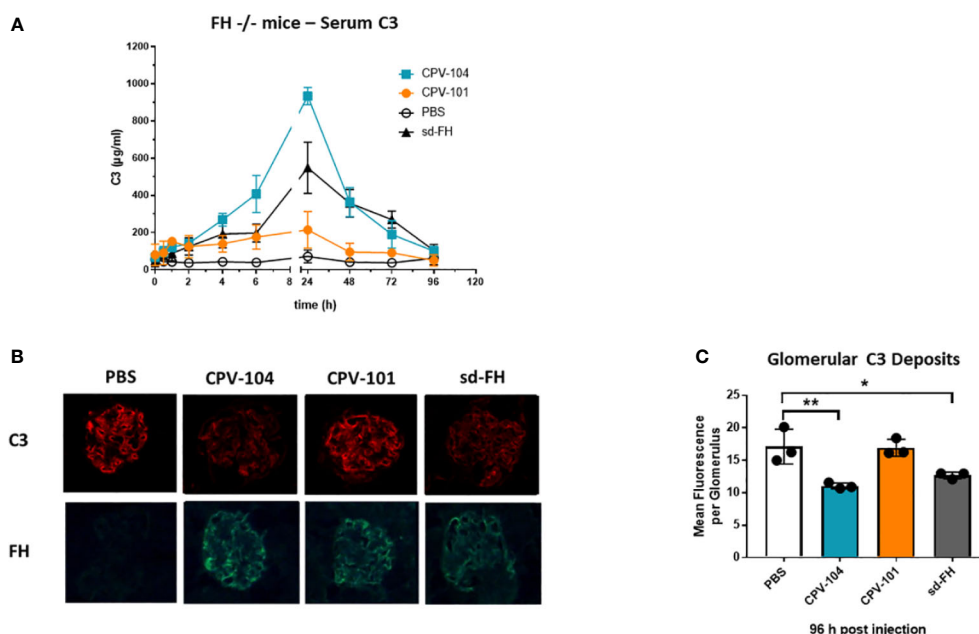 A
FH -/- mice – Serum C3
1200
1000
800
600
400
200
0
C3 (µg/ml)
0 2 4 6 8 24 48 72 96 120
time (h)
CPV-104
CPV-101
PBS
sd-FH
B
PBS CPV-104 CPV-101 sd-FH
C3
FH
C
Glomerular C3 Deposits
*
**
25
20
15
10
5
0
Mean Fluorescence
per Glomerulus
PBS CPV-104 CPV-101 sd-FH
96 h post injection